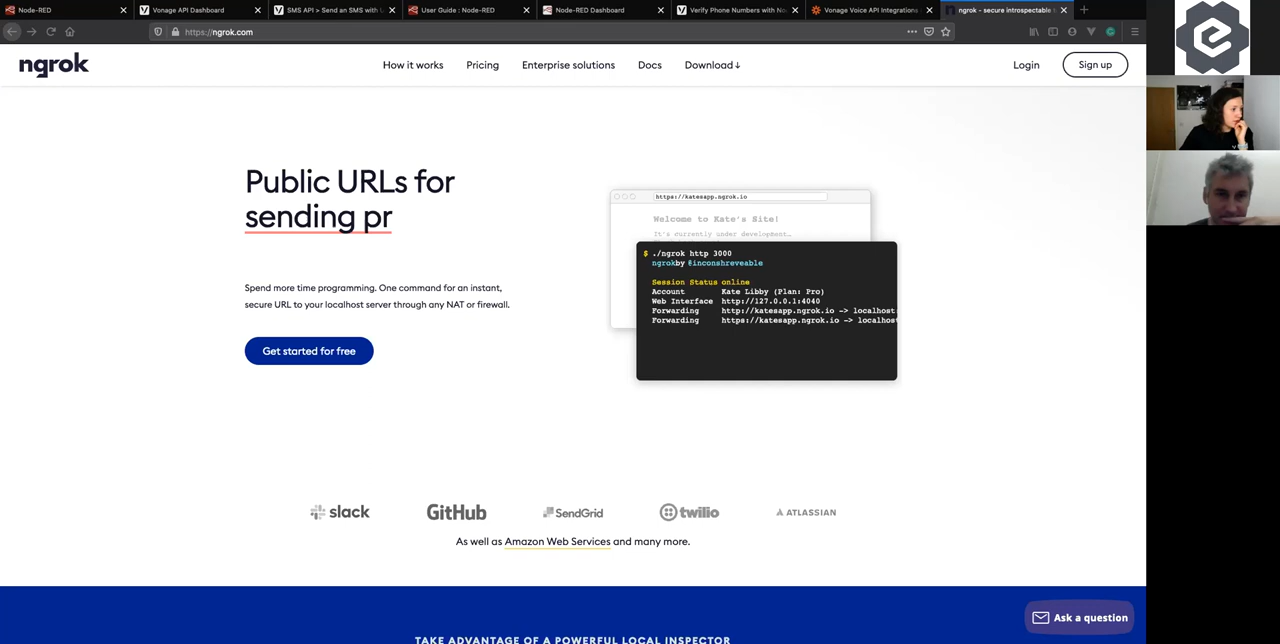 Node-RED
Vonage API Dashboard
SMS API > Send an SMS with
User Guide : Node-RED
Node-RED Dashboard
Verify Phone Numbers with No
Vonage Voice API Integrations
ngrok - secure introspectable
https://ngrok.com
ngrok
How it works
Pricing
Enterprise solutions
Docs
Download↓
Login
Sign up
Public URLs for
sending pr
Spend more time programming. One command for an instant,
secure URL to your localhost server through any NAT or firewall.
Get started for free
https://katesapp.ngrok.io
Welcome to Kate's Site!
It's currently under development…
$ ./ngrok http 3000
ngrokby @inconshreveable
Session Status online
Account Kate Libby (Plan: Pro)
Web Interface http://127.0.0.1:4040
Forwarding http://katesapp.ngrok.io -> localhost:
Forwarding https://katesapp.ngrok.io -> localhos
slack
GitHub
SendGrid
twilio
ATLASSIAN
As well as Amazon Web Services and many more.
Ask a question
TAKE ADVANTAGE OF A POWERFUL LOCAL INSPECTOR